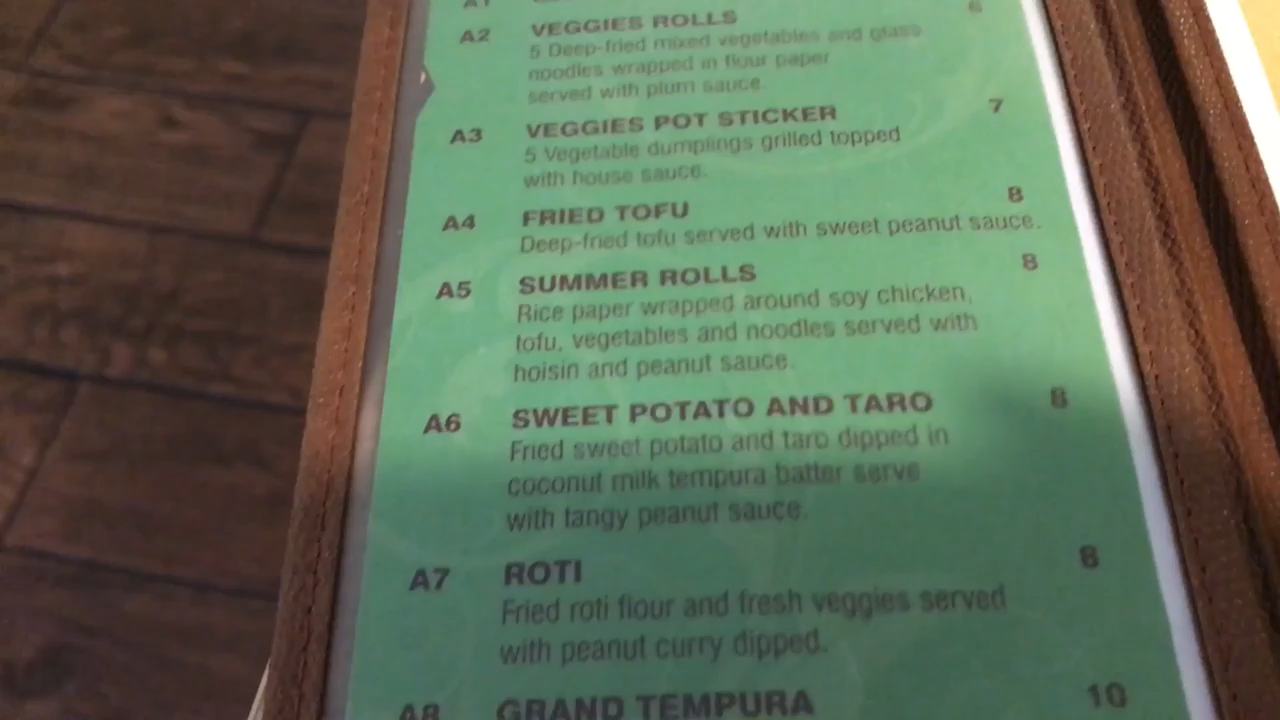 A1
A2 VEGGIES ROLLS 6
5 Deep-fried mixed vegetables and glass
noodles wrapped in flour paper
served with plum sauce.
A3 VEGGIES POT STICKER 7
5 Vegetable dumplings grilled topped
with house sauce.
A4 FRIED TOFU 8
Deep-fried tofu served with sweet peanut sauce.
A5 SUMMER ROLLS 8
Rice paper wrapped around soy chicken,
tofu, vegetables and noodles served with
hoisin and peanut sauce.
A6 SWEET POTATO AND TARO 8
Fried sweet potato and taro dipped in
coconut milk tempura batter serve
with tangy peanut sauce.
A7 ROTI 8
Fried roti flour and fresh veggies served
with peanut curry dipped.
A8 GRAND TEMPURA 10